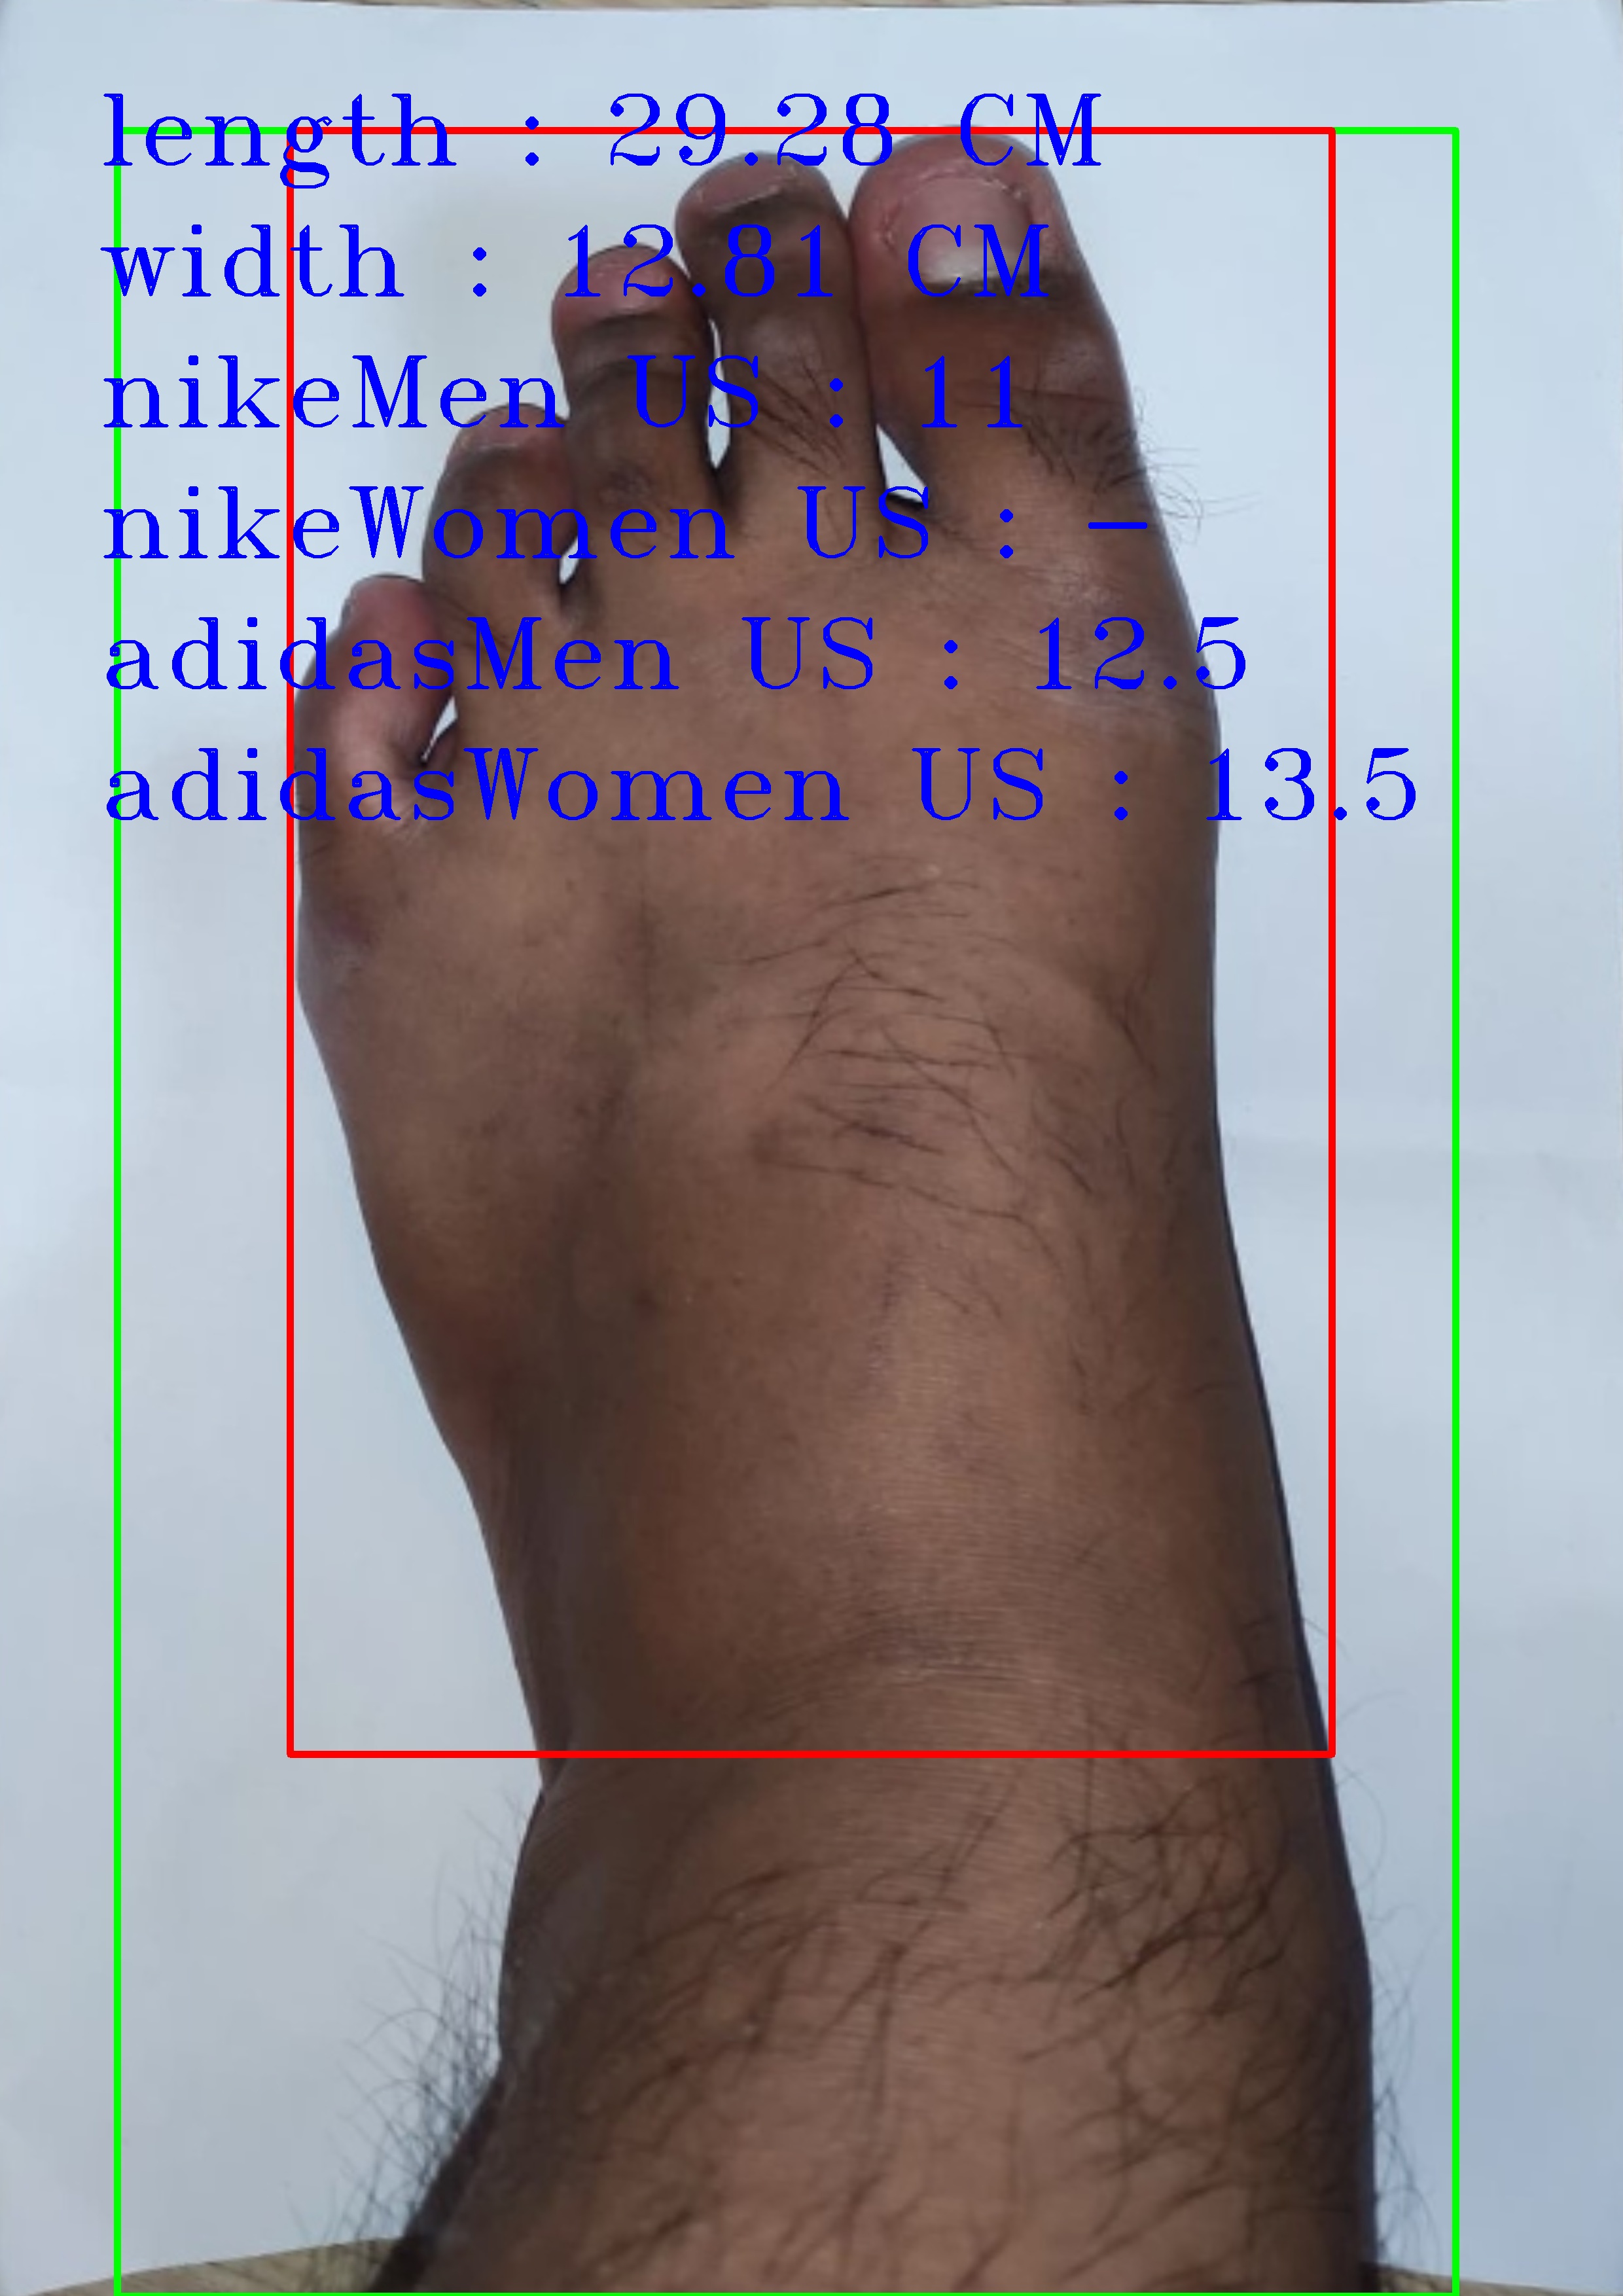 length : 29.28 CM
width : 12.81 CM
nikeMen US : 11
nikeWomen US : -
adidasMen US : 12.5
adidasWomen US : 13.5